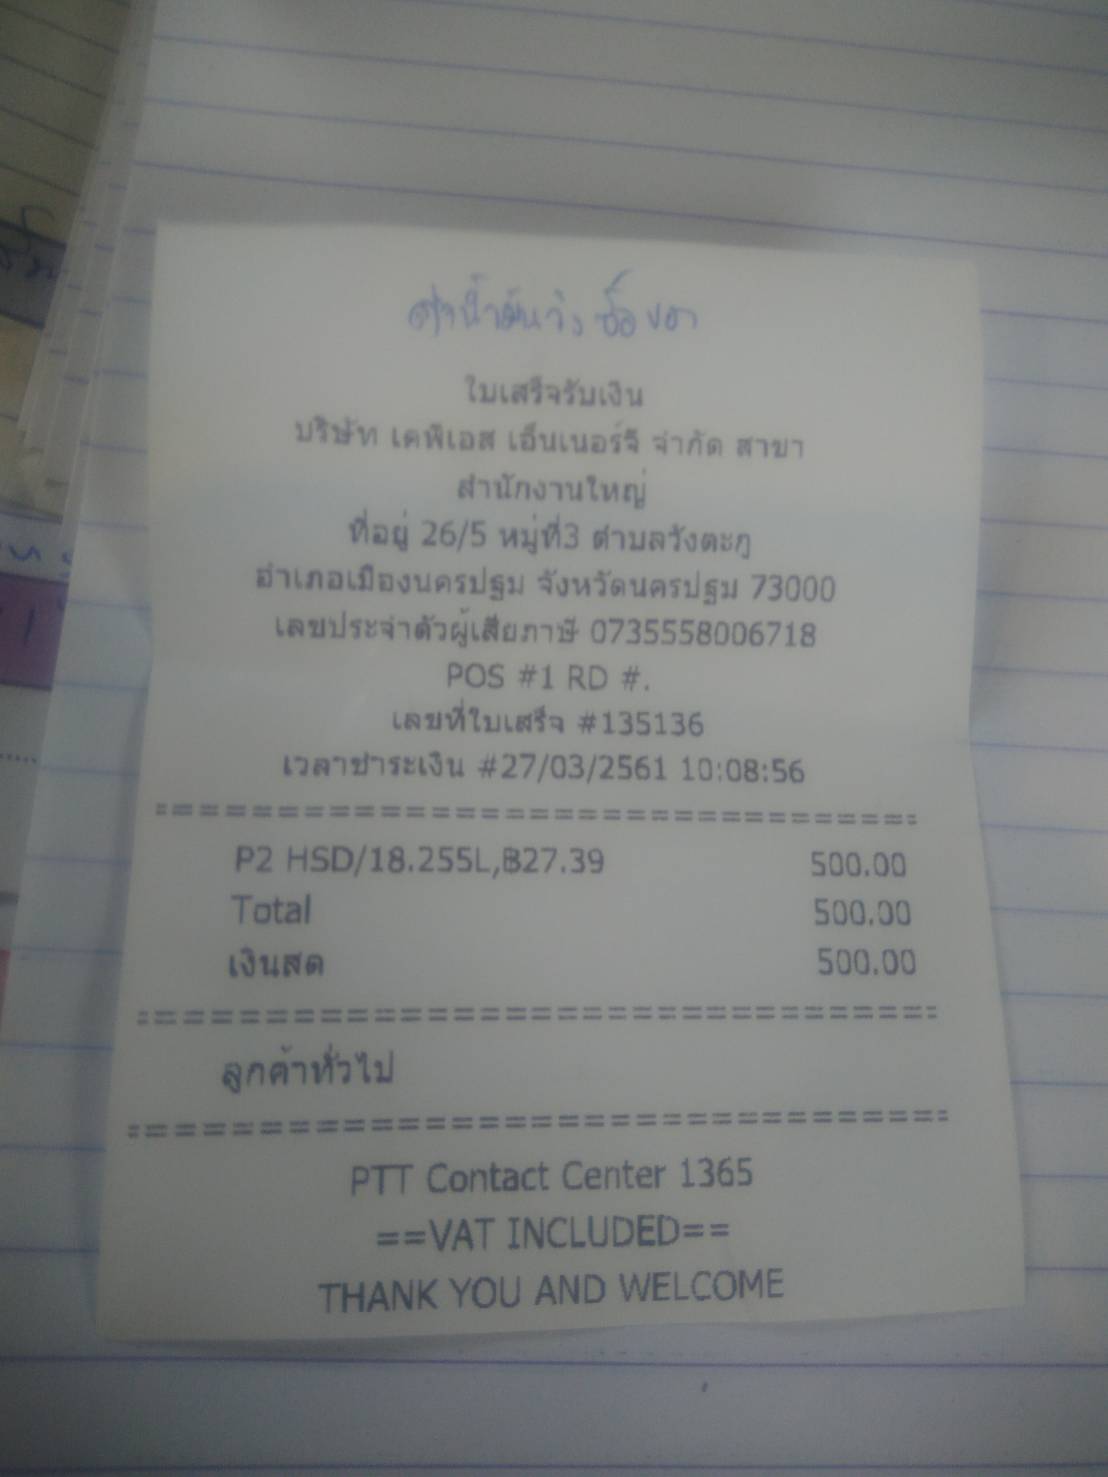 ค่าน้ำมันวิ่งซื้อของ
ใบเสร็จรับเงิน
บริษัท เคพีเอส เอ็นเนอร์จี จำกัด สาขา
สำนักงานใหญ่
ที่อยู่ 26/5 หมู่ที่3 ตำบลวังตะกู
อำเภอเมืองนครปฐม จังหวัดนครปฐม 73000
เลขประจำตัวผู้เสียภาษี 0735558006718
POS #1 RD #.
เลขที่ใบเสร็จ #135136
เวลาชำระเงิน #27/03/2561 10:08:56
P2 HSD/18.255L,฿27.39 500.00
Total 500.00
เงินสด 500.00
ลูกค้าทั่วไป
PTT Contact Center 1365
==VAT INCLUDED==
THANK YOU AND WELCOME